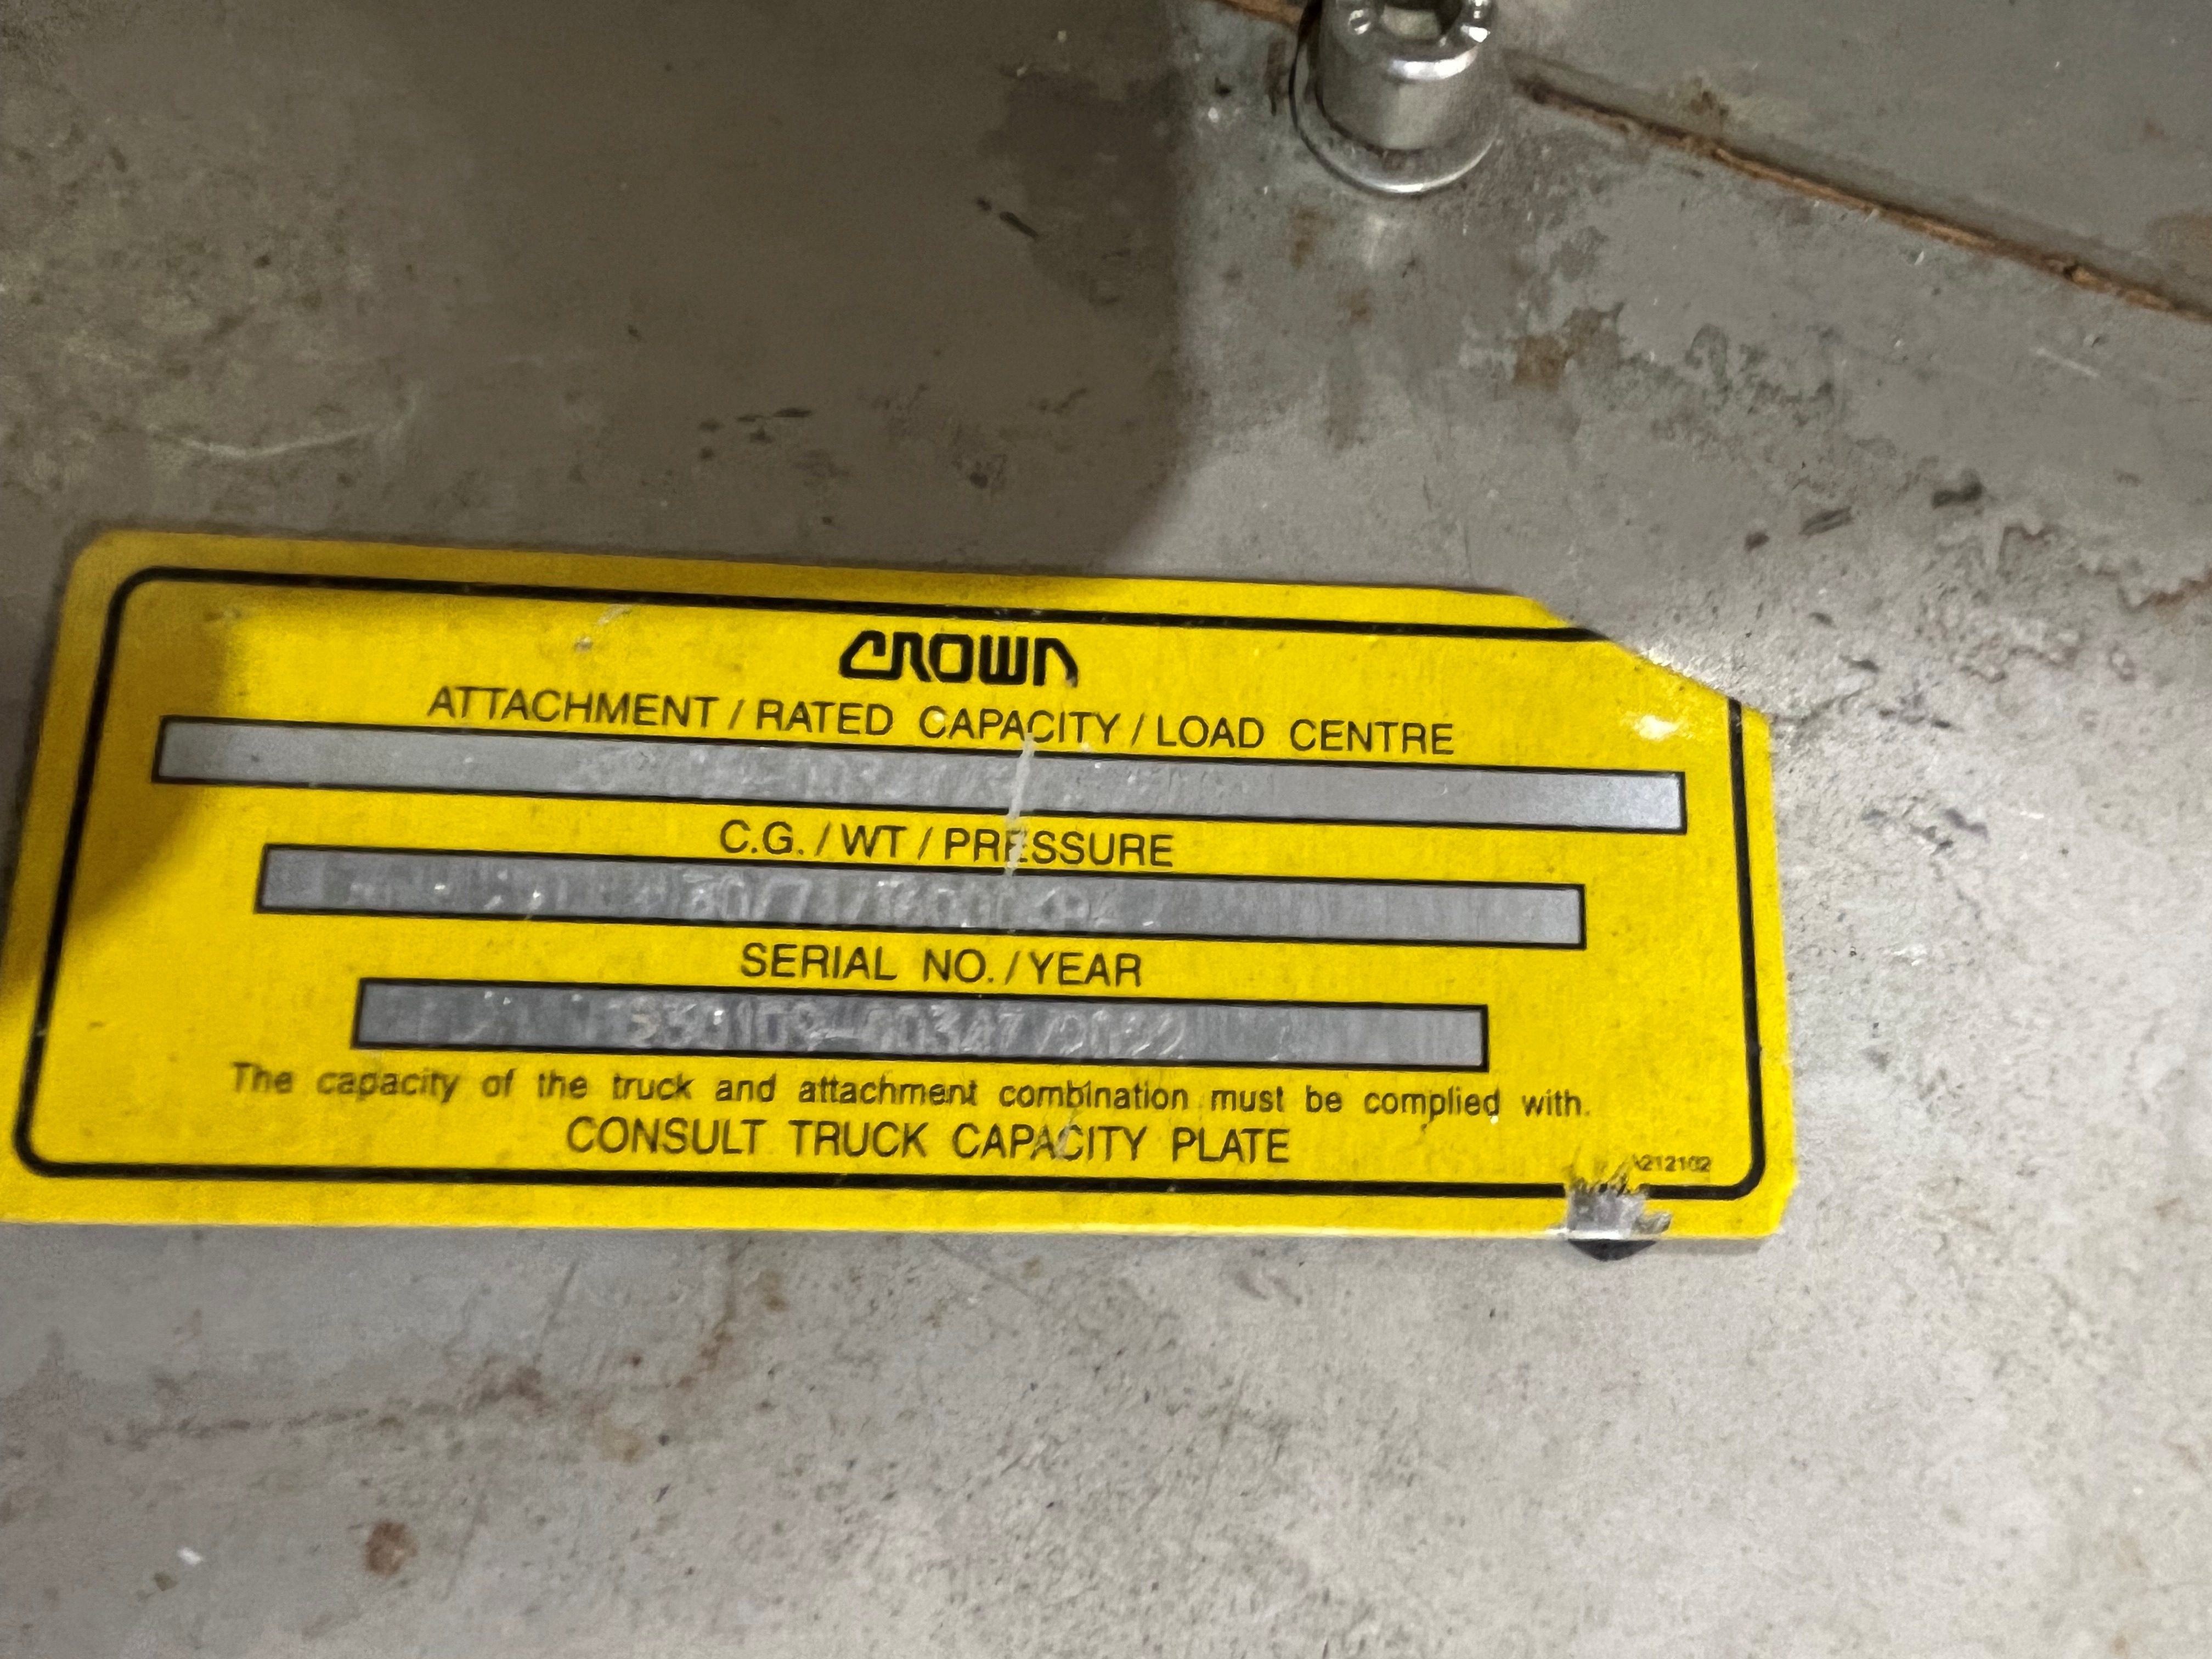 CROWN
ATTACHMENT / RATED CAPACITY / LOAD CENTRE
C.G. / WT / PRESSURE
SERIAL NO. / YEAR
The capacity of the truck and attachment combination must be complied with.
CONSULT TRUCK CAPACITY PLATE